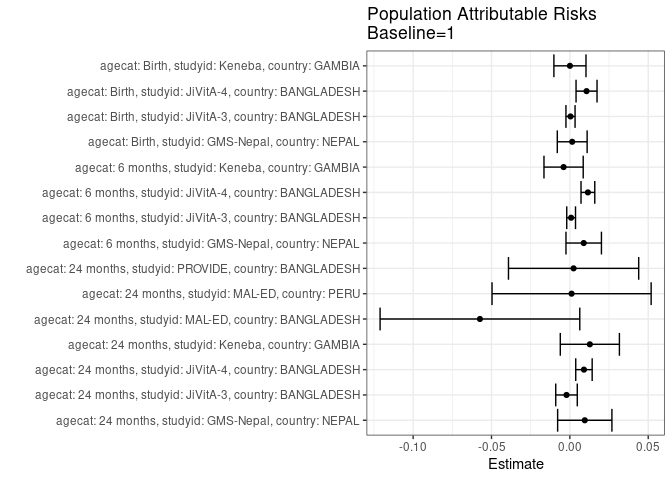 Population Attributable Risks
Baseline=1
agecat: Birth, studyid: Keneba, country: GAMBIA
agecat: Birth, studyid: JiVitA-4, country: BANGLADESH
agecat: Birth, studyid: JiVitA-3, country: BANGLADESH
agecat: Birth, studyid: GMS-Nepal, country: NEPAL
agecat: 6 months, studyid: Keneba, country: GAMBIA
agecat: 6 months, studyid: JiVitA-4, country: BANGLADESH
agecat: 6 months, studyid: JiVitA-3, country: BANGLADESH
agecat: 6 months, studyid: GMS-Nepal, country: NEPAL
agecat: 24 months, studyid: PROVIDE, country: BANGLADESH
agecat: 24 months, studyid: MAL-ED, country: PERU
agecat: 24 months, studyid: MAL-ED, country: BANGLADESH
agecat: 24 months, studyid: Keneba, country: GAMBIA
agecat: 24 months, studyid: JiVitA-4, country: BANGLADESH
agecat: 24 months, studyid: JiVitA-3, country: BANGLADESH
agecat: 24 months, studyid: GMS-Nepal, country: NEPAL
-0.10 -0.05 0.00 0.05
Estimate